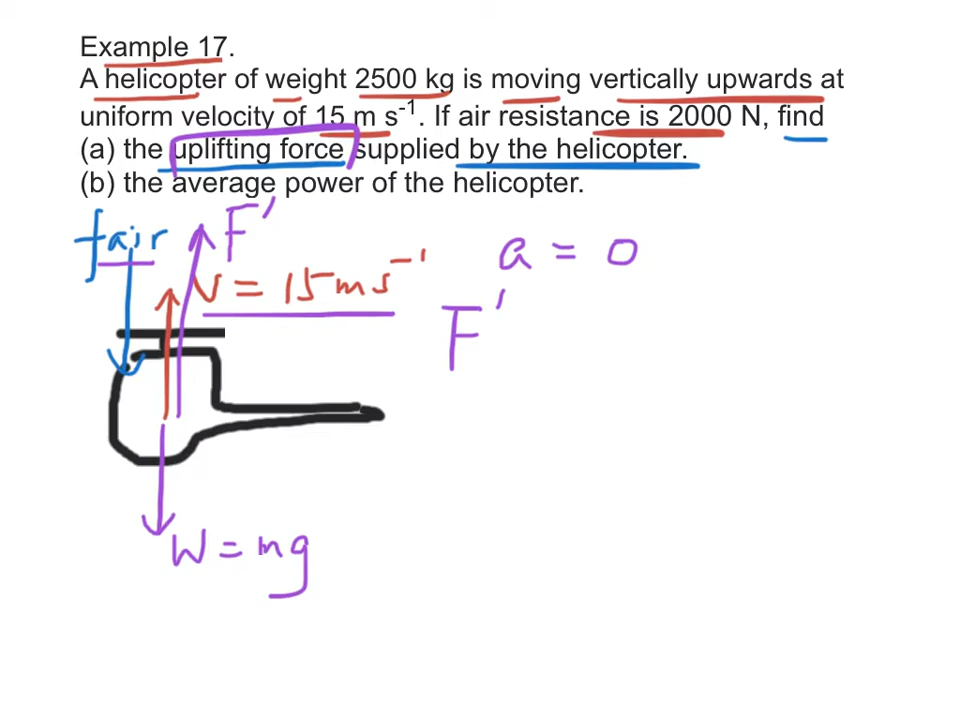 Example 17.
A helicopter of weight 2500 kg is moving vertically upwards at
uniform velocity of 15 m s⁻¹. If air resistance is 2000 N, find
(a) the uplifting force supplied by the helicopter.
(b) the average power of the helicopter.
fair F'
a = 0
v = 15 m s⁻¹
F'
W = mg